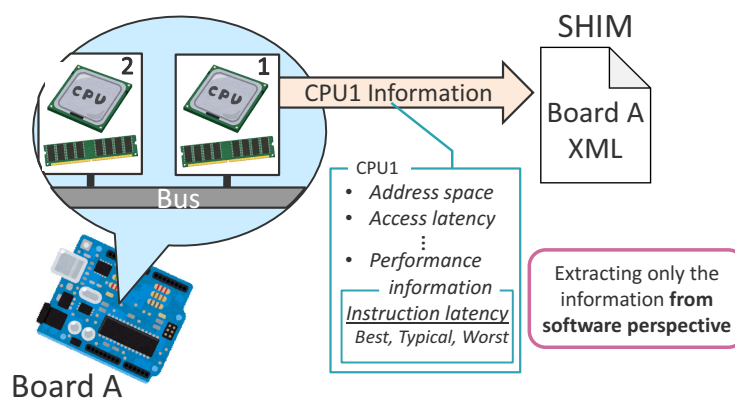 SHIM
2
1
CPU
CPU
CPU1 Information
Board A
XML
Bus
CPU1
• Address space
• Access latency
⋮
• Performance
information
Instruction latency
Best, Typical, Worst
Extracting only the
information from
software perspective
Board A